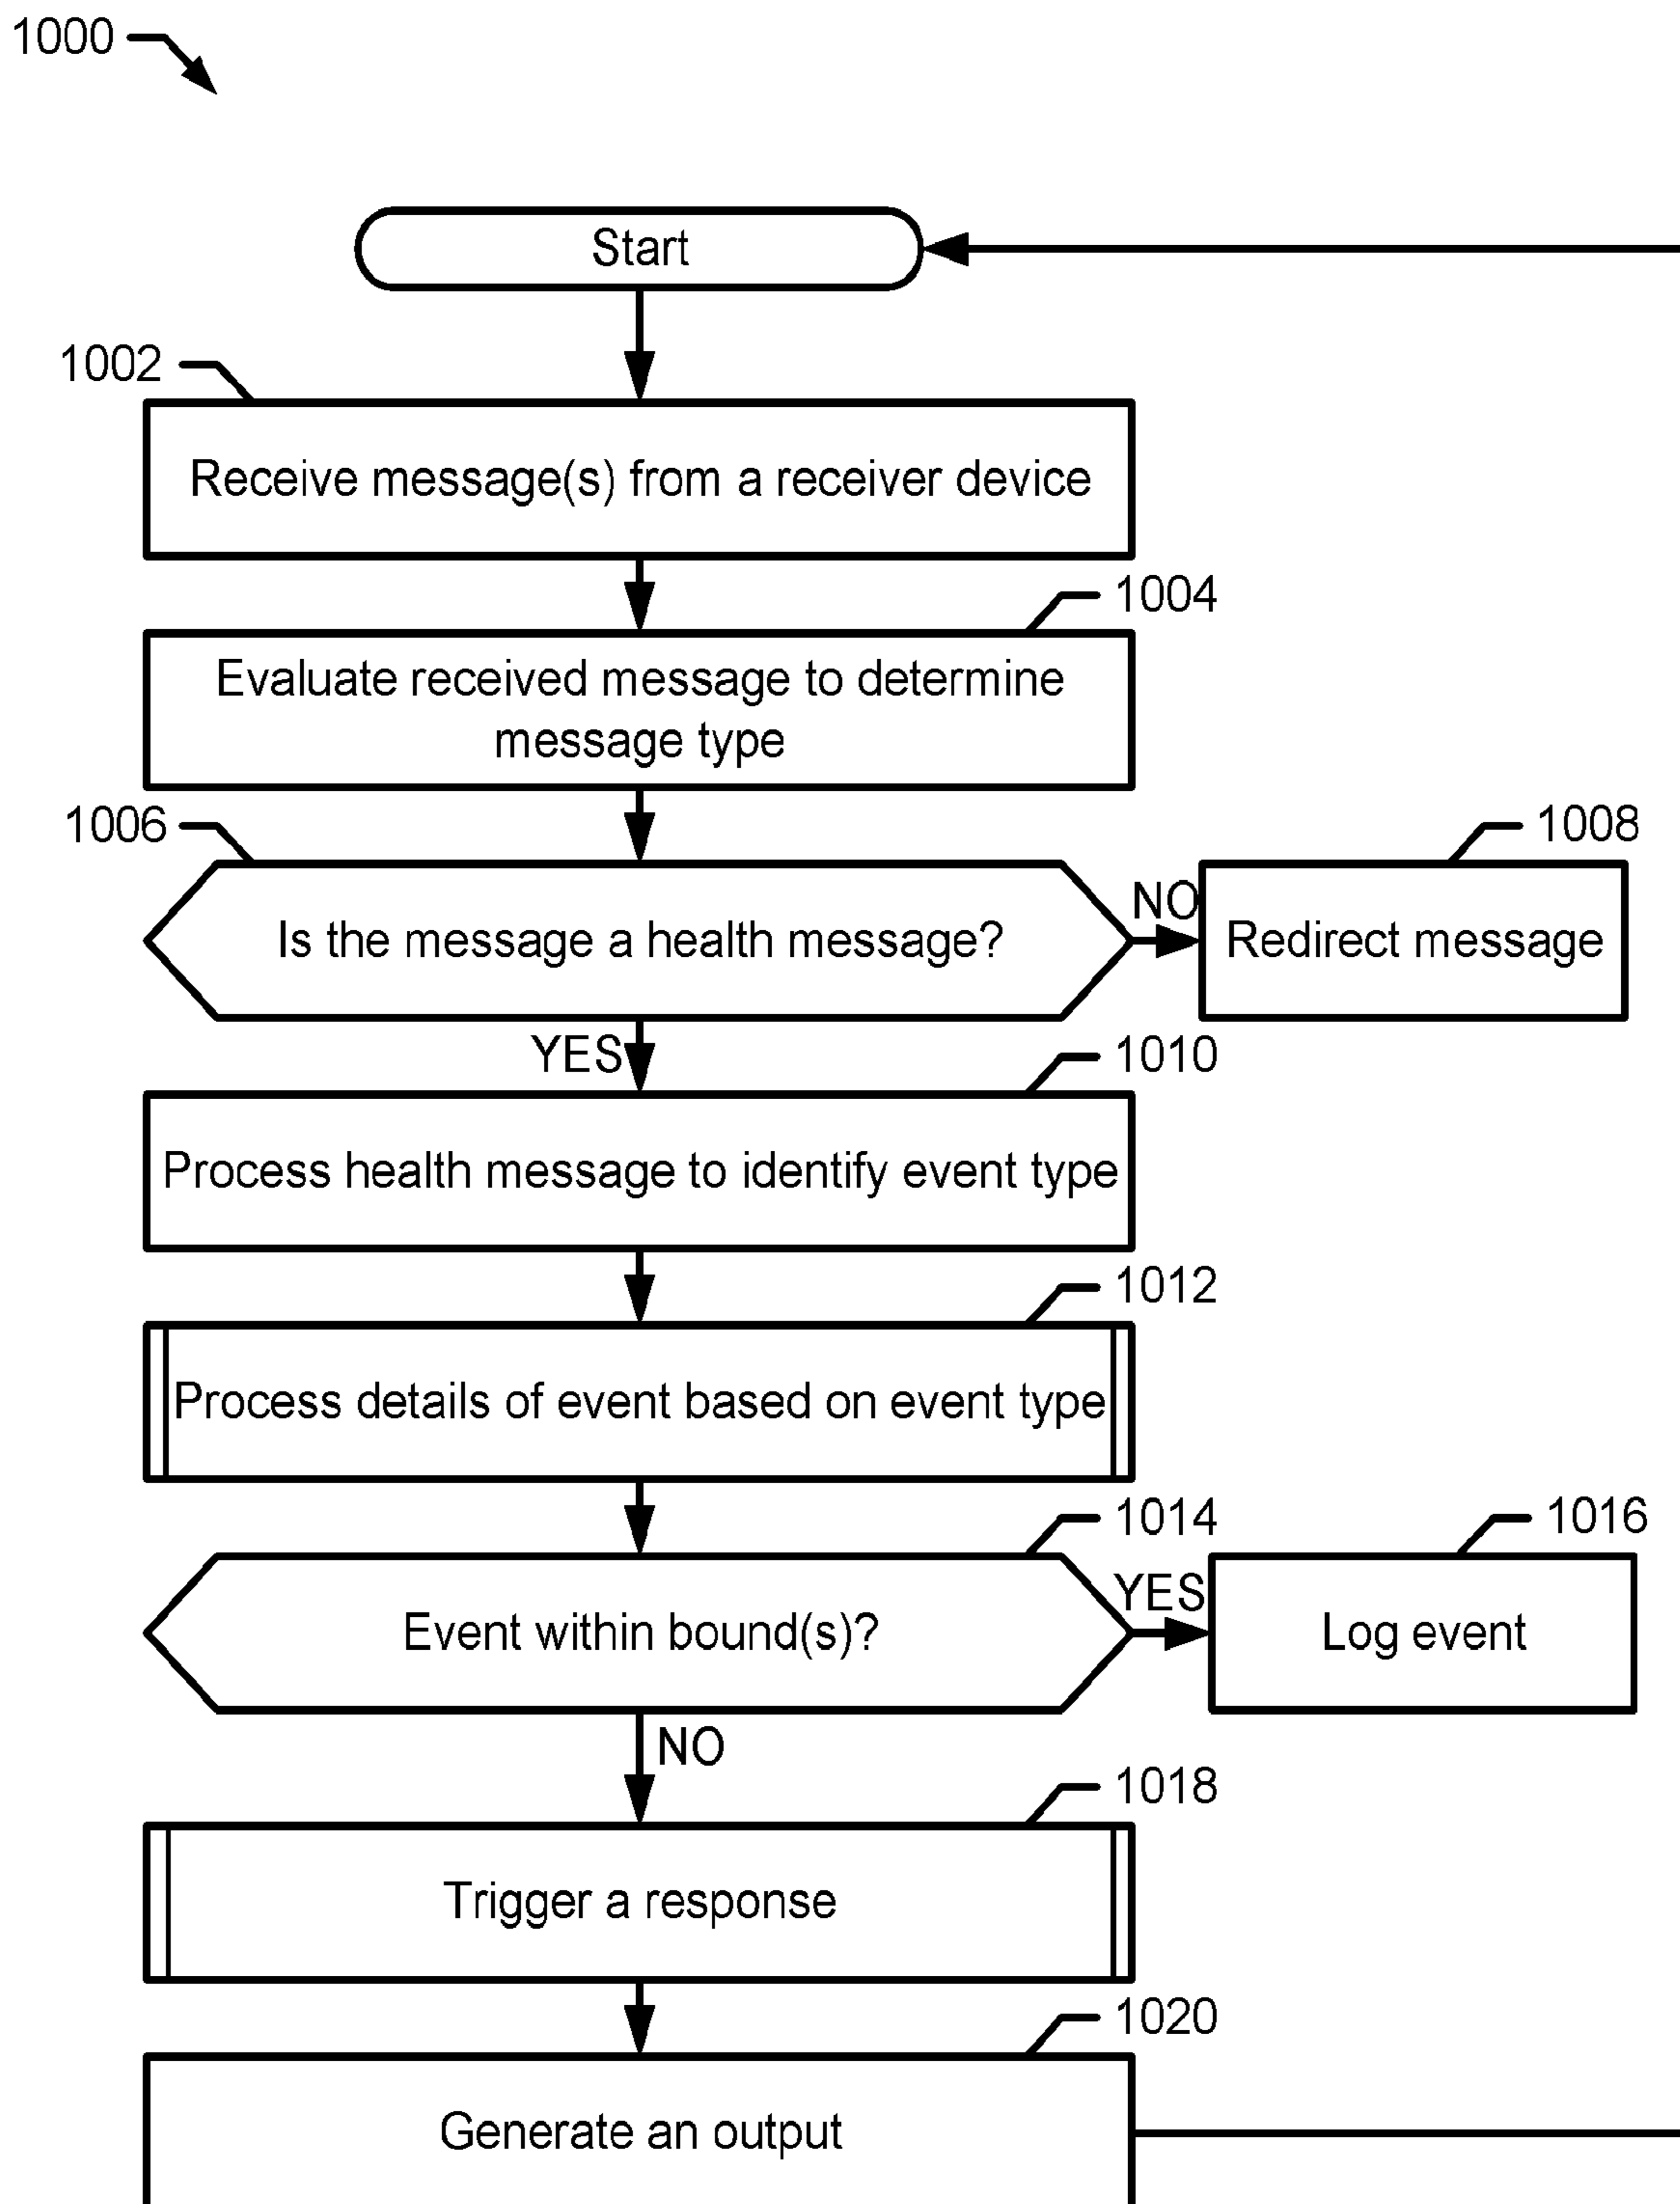 1000
Start
1002
Receive message(s) from a receiver device
1004
Evaluate received message to determine
message type
1006
1008
Is the message a health message?
NO
Redirect message
YES
1010
Process health message to identify event type
1012
Process details of event based on event type
1014
1016
Event within bound(s)?
YES
Log event
NO
1018
Trigger a response
1020
Generate an output